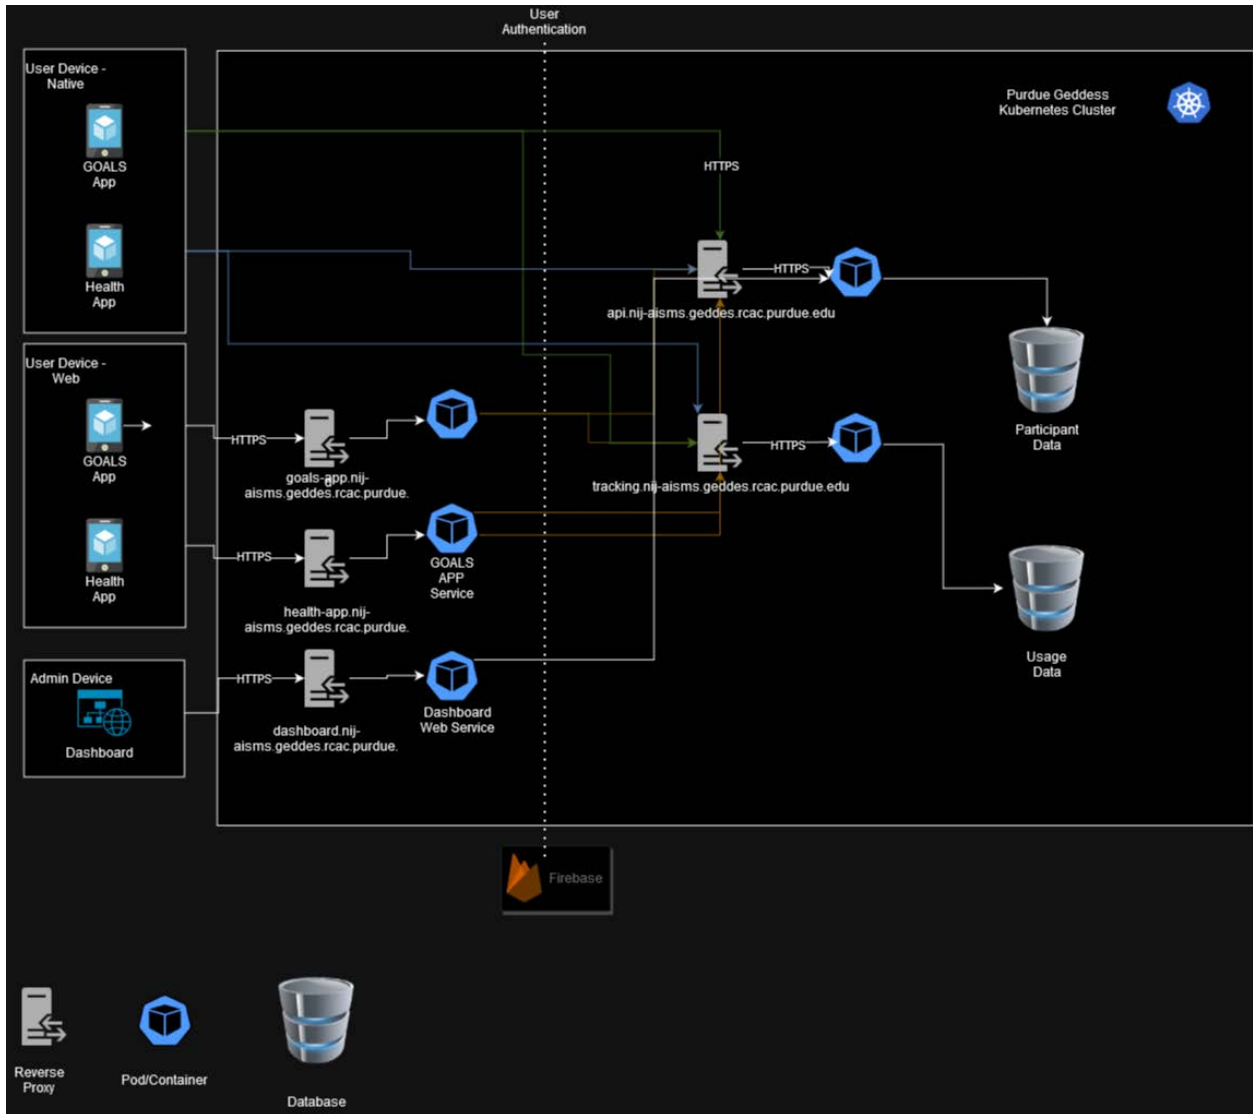 User
Authentication
User Device -
Native
GOALS
App
Health
App
Purdue Geddess
Kubernetes Cluster
HTTPS
HTTPS
api.nij-aisms.geddes.rcac.purdue.edu
User Device -
Web
GOALS
App
Health
App
HTTPS
goals-app.nij-
aisms.geddes.rcac.purdue.
HTTPS
tracking.nij-aisms.geddes.rcac.purdue.edu
Participant
Data
HTTPS
health-app.nij-
aisms.geddes.rcac.purdue.
GOALS
APP
Service
Usage
Data
Admin Device
Dashboard
HTTPS
dashboard.nij-
aisms.geddes.rcac.purdue.
Dashboard
Web Service
Firebase
Reverse
Proxy
Pod/Container
Database